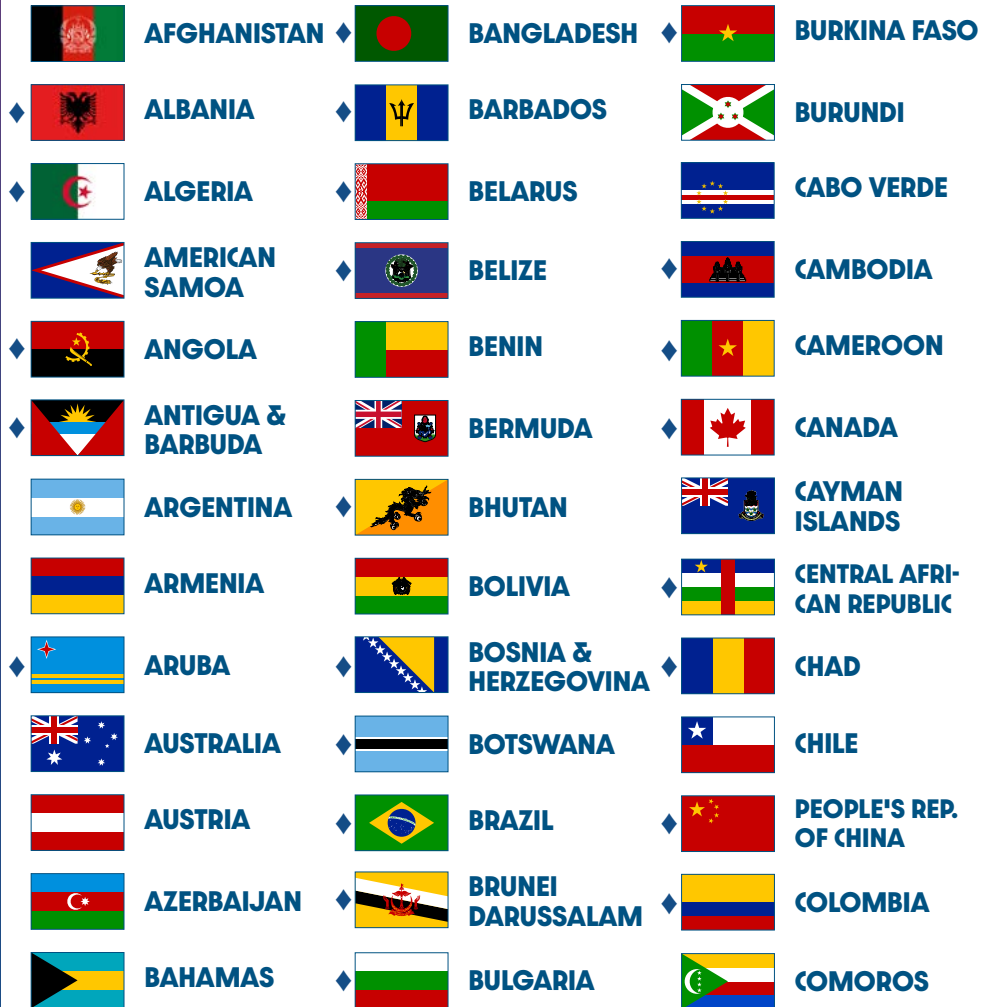 AFGHANISTAN
ALBANIA
ALGERIA
AMERICAN
SAMOA
ANGOLA
ANTIGUA &
BARBUDA
ARGENTINA
ARMENIA
ARUBA
AUSTRALIA
AUSTRIA
AZERBAIJAN
BAHAMAS
BANGLADESH
BARBADOS
BELARUS
BELIZE
BENIN
BERMUDA
BHUTAN
BOLIVIA
BOSNIA &
HERZEGOVINA
BOTSWANA
BRAZIL
BRUNEI
DARUSSALAM
BULGARIA
BURKINA FASO
BURUNDI
CABO VERDE
CAMBODIA
CAMEROON
CANADA
CAYMAN
ISLANDS
CENTRAL AFRI-
CAN REPUBLIC
CHAD
CHILE
PEOPLE'S REP.
OF CHINA
COLOMBIA
COMOROS